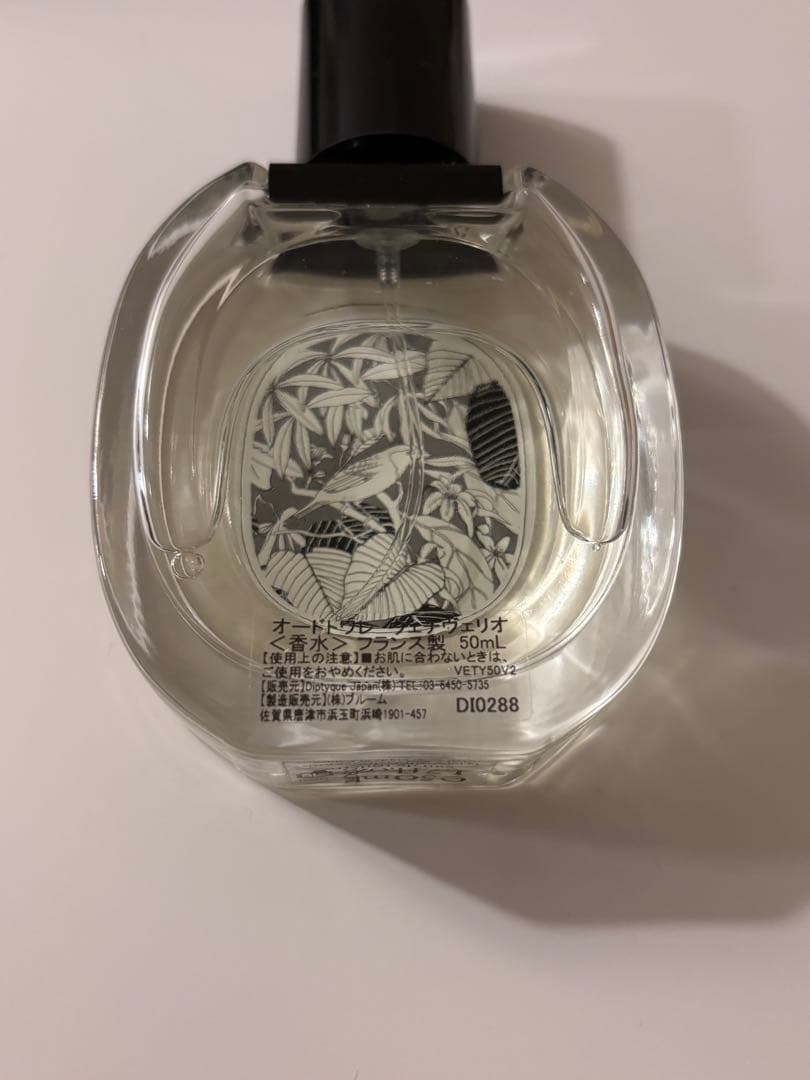 オードトワレ ヴェチヴェリオ
＜香水＞ フランス製 50mL
【使用上の注意】■お肌に合わないときは、
ご使用をおやめください。 VETY50V2
【販売元】Diptyque Japan(株) TEL.03-6450-5735
【製造販売元】(株)ブルーム DI0288
佐賀県唐津市浜玉町浜崎1901-457